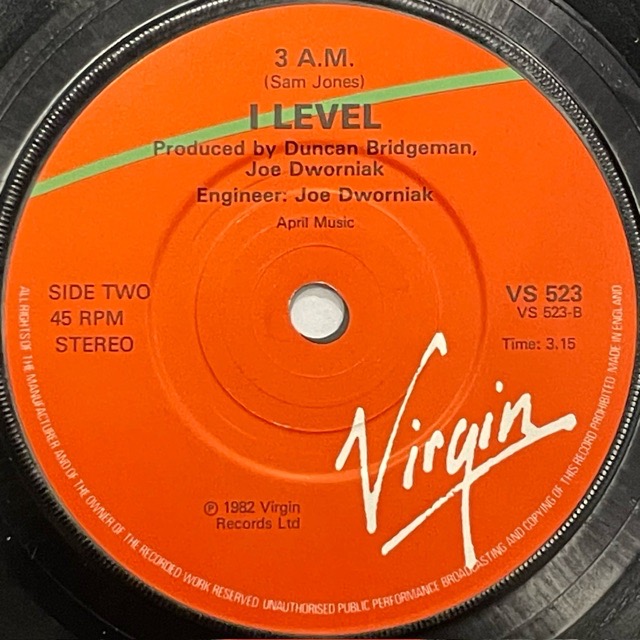 3 A.M.
(Sam Jones)
I LEVEL
Produced by Duncan Bridgeman,
Joe Dworniak
Engineer: Joe Dworniak
April Music
SIDE TWO
45 RPM
STEREO
VS 523
VS 523-B
Time: 3.15
Virgin
℗ 1982 Virgin
Records Ltd
ALL RIGHTS OF THE MANUFACTURER AND OF THE OWNER OF THE RECORDED WORK RESERVED UNAUTHORISED PUBLIC PERFORMANCE BROADCASTING AND COPYING OF THIS RECORD PROHIBITED MADE IN ENGLAND